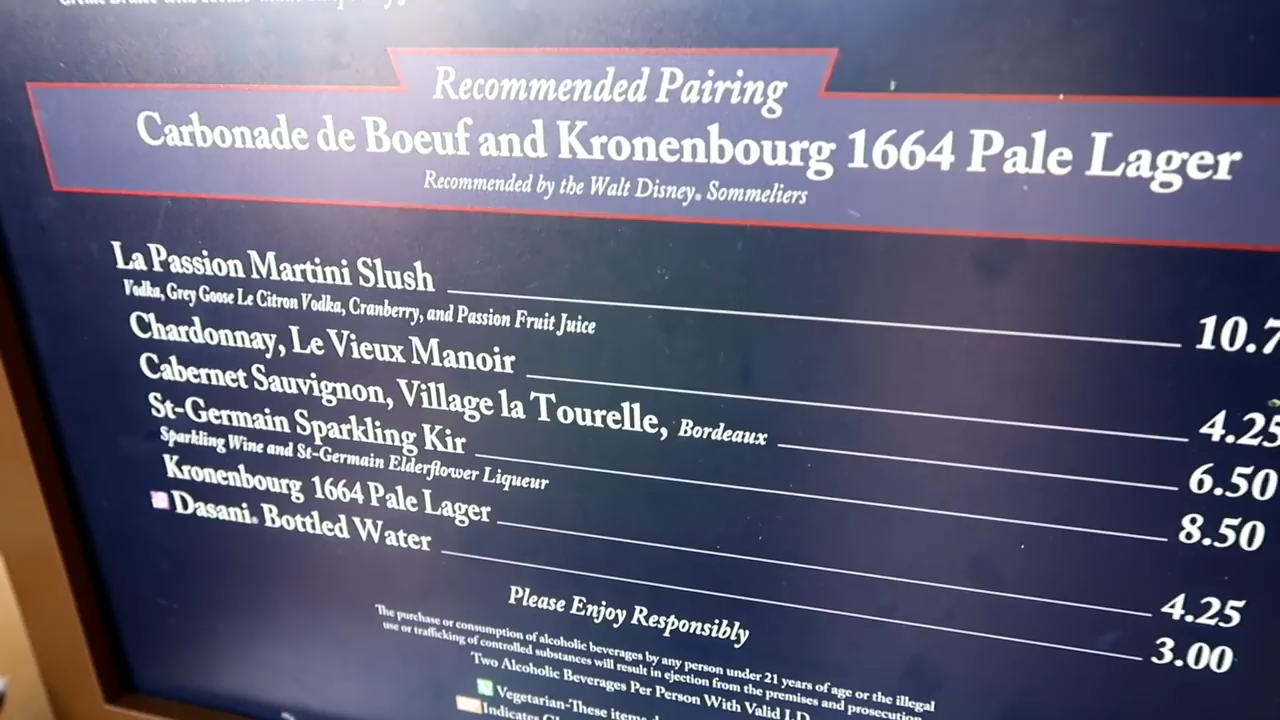 Recommended Pairing
Carbonade de Boeuf and Kronenbourg 1664 Pale Lager
Recommended by the Walt Disney® Sommeliers
La Passion Martini Slush 10.7
Vodka, Grey Goose Le Citron Vodka, Cranberry, and Passion Fruit Juice
Chardonnay, Le Vieux Manoir 4.25
Cabernet Sauvignon, Village la Tourelle, Bordeaux 6.50
St-Germain Sparkling Kir 8.50
Sparkling Wine and St-Germain Elderflower Liqueur
Kronenbourg 1664 Pale Lager 4.25
Dasani® Bottled Water 3.00
Please Enjoy Responsibly
The purchase or consumption of alcoholic beverages by any person under 21 years of age or the illegal
use or trafficking of controlled substances will result in ejection from the premises and prosecution.
Two Alcoholic Beverages Per Person With Valid I.D.
Vegetarian-These items
Indicates